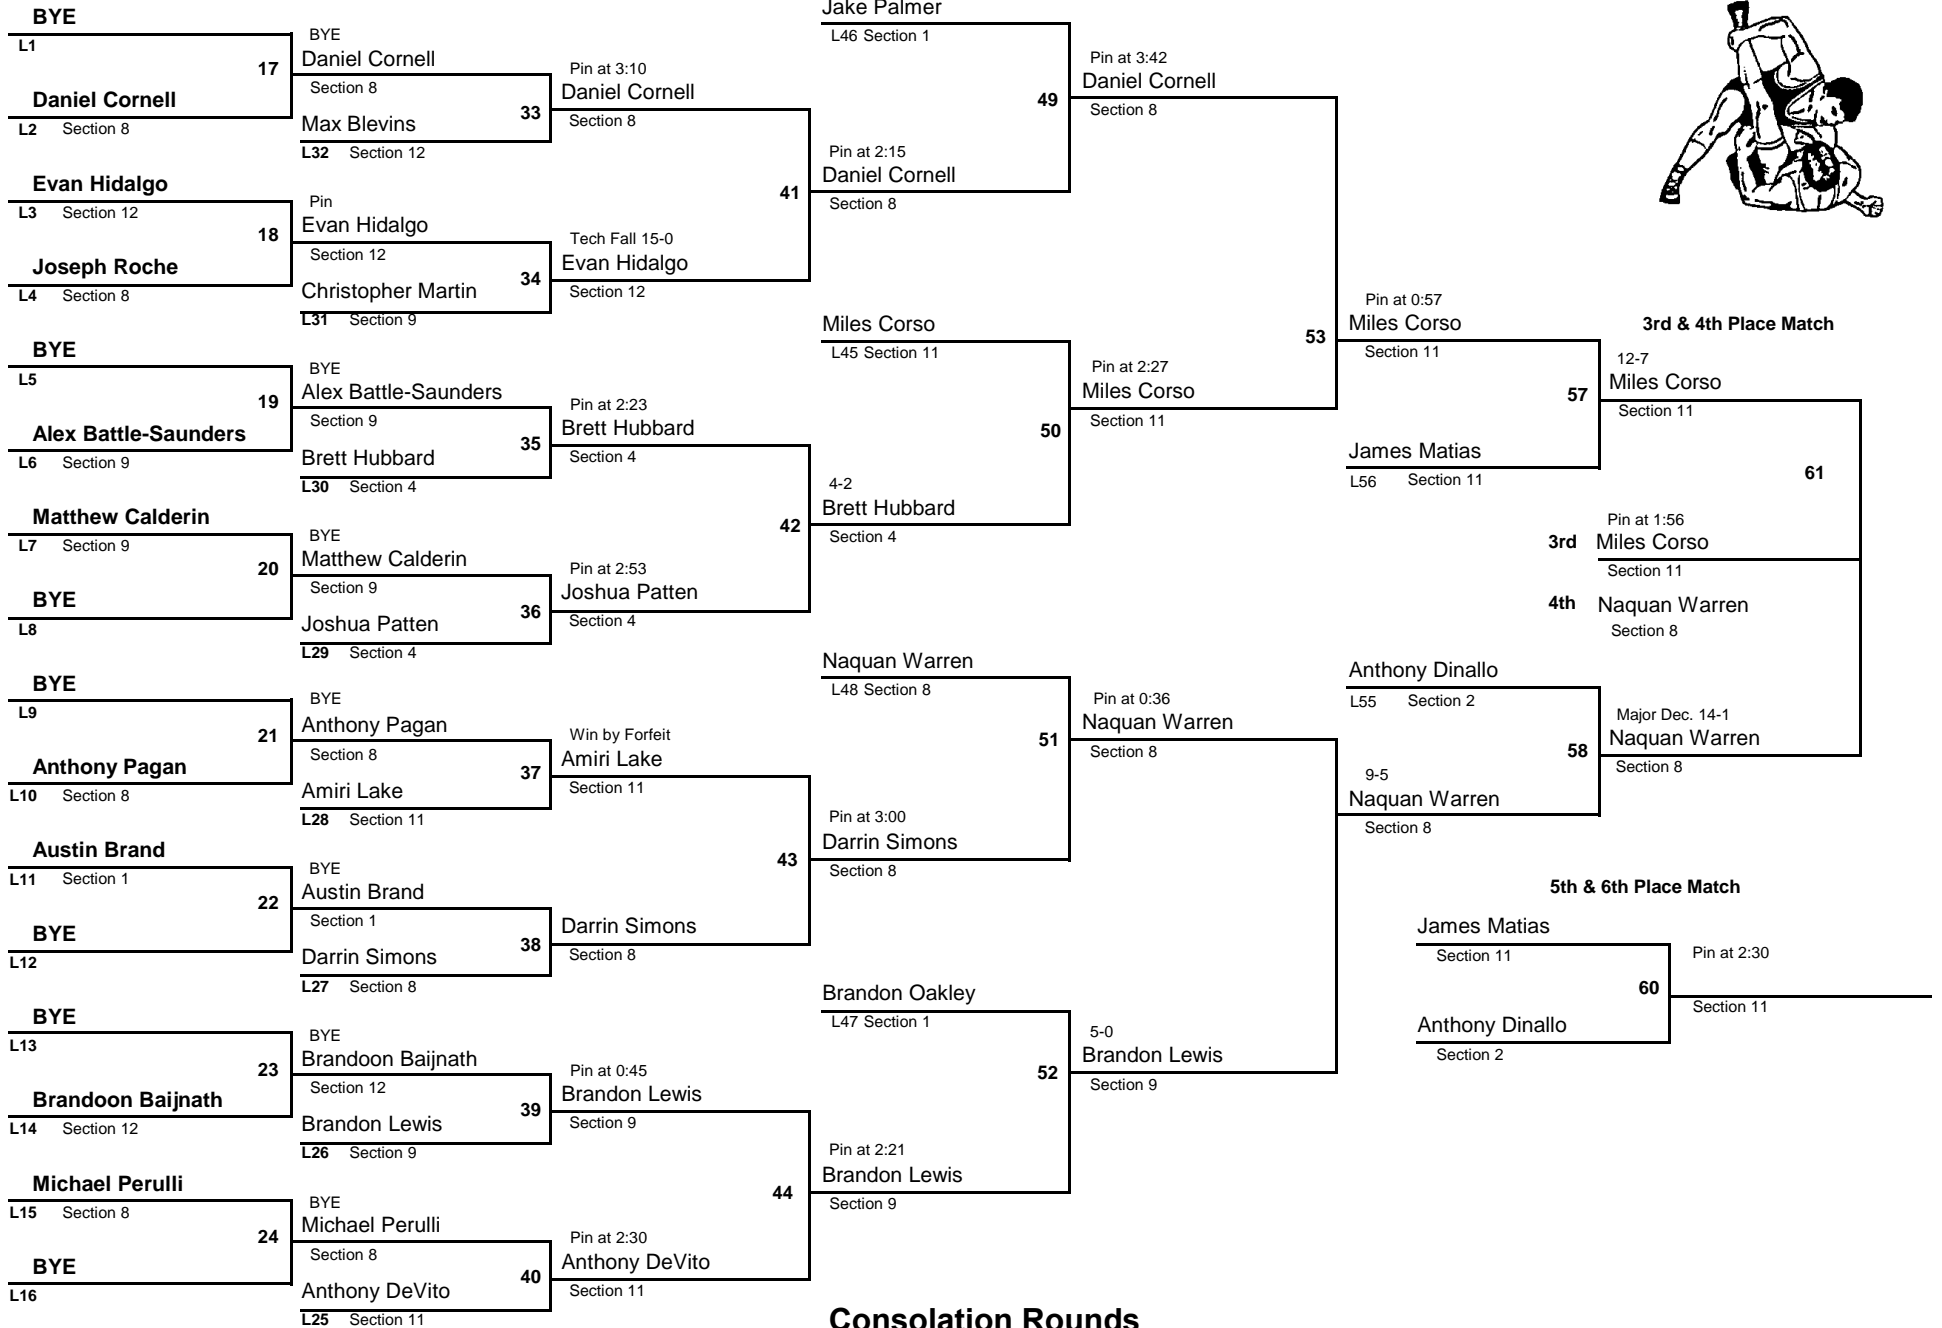 BYE
L1
17
Daniel Cornell
L2 Section 8
Evan Hidalgo
L3 Section 12
18
Joseph Roche
L4 Section 8
BYE
L5
19
Alex Battle-Saunders
L6 Section 9
Matthew Calderin
L7 Section 9
20
BYE
L8
BYE
L9
21
Anthony Pagan
L10 Section 8
Austin Brand
L11 Section 1
22
BYE
L12
BYE
L13
23
Brandoon Baijnath
L14 Section 12
Michael Perulli
L15 Section 8
24
BYE
L16
BYE
Daniel Cornell
Section 8
33
Max Blevins
L32 Section 12
Pin
Evan Hidalgo
Section 12
34
Christopher Martin
L31 Section 9
BYE
Alex Battle-Saunders
Section 9
35
Brett Hubbard
L30 Section 4
BYE
Matthew Calderin
Section 9
36
Joshua Patten
L29 Section 4
BYE
Anthony Pagan
Section 8
37
Amiri Lake
L28 Section 11
BYE
Austin Brand
Section 1
38
Darrin Simons
L27 Section 8
BYE
Brandoon Baijnath
Section 12
39
Brandon Lewis
L26 Section 9
BYE
Michael Perulli
Section 8
40
Anthony DeVito
L25 Section 11
Pin at 3:10
Daniel Cornell
Section 8
41
Tech Fall 15-0
Evan Hidalgo
Section 12
Pin at 2:23
Brett Hubbard
Section 4
42
Pin at 2:53
Joshua Patten
Section 4
Win by Forfeit
Amiri Lake
Section 11
43
Darrin Simons
Section 8
Pin at 0:45
Brandon Lewis
Section 9
44
Pin at 2:30
Anthony DeVito
Section 11
Jake Palmer
L46 Section 1
49
Pin at 2:15
Daniel Cornell
Section 8
Miles Corso
L45 Section 11
50
4-2
Brett Hubbard
Section 4
Naquan Warren
L48 Section 8
51
Pin at 3:00
Darrin Simons
Section 8
Brandon Oakley
L47 Section 1
52
Pin at 2:21
Brandon Lewis
Section 9
Pin at 3:42
Daniel Cornell
Section 8
53
Pin at 2:27
Miles Corso
Section 11
Pin at 0:36
Naquan Warren
Section 8
5-0
Brandon Lewis
Section 9
Pin at 0:57
Miles Corso
Section 11
57
James Matias
L56 Section 11
3rd & 4th Place Match
12-7
Miles Corso
Section 11
61
Pin at 1:56
3rd Miles Corso
Section 11
4th Naquan Warren
Section 8
Anthony Dinallo
L55 Section 2
58
9-5
Naquan Warren
Section 8
Major Dec. 14-1
Naquan Warren
Section 8
5th & 6th Place Match
James Matias
Section 11
60
Anthony Dinallo
Section 2
Pin at 2:30
Section 11
Consolation Rounds